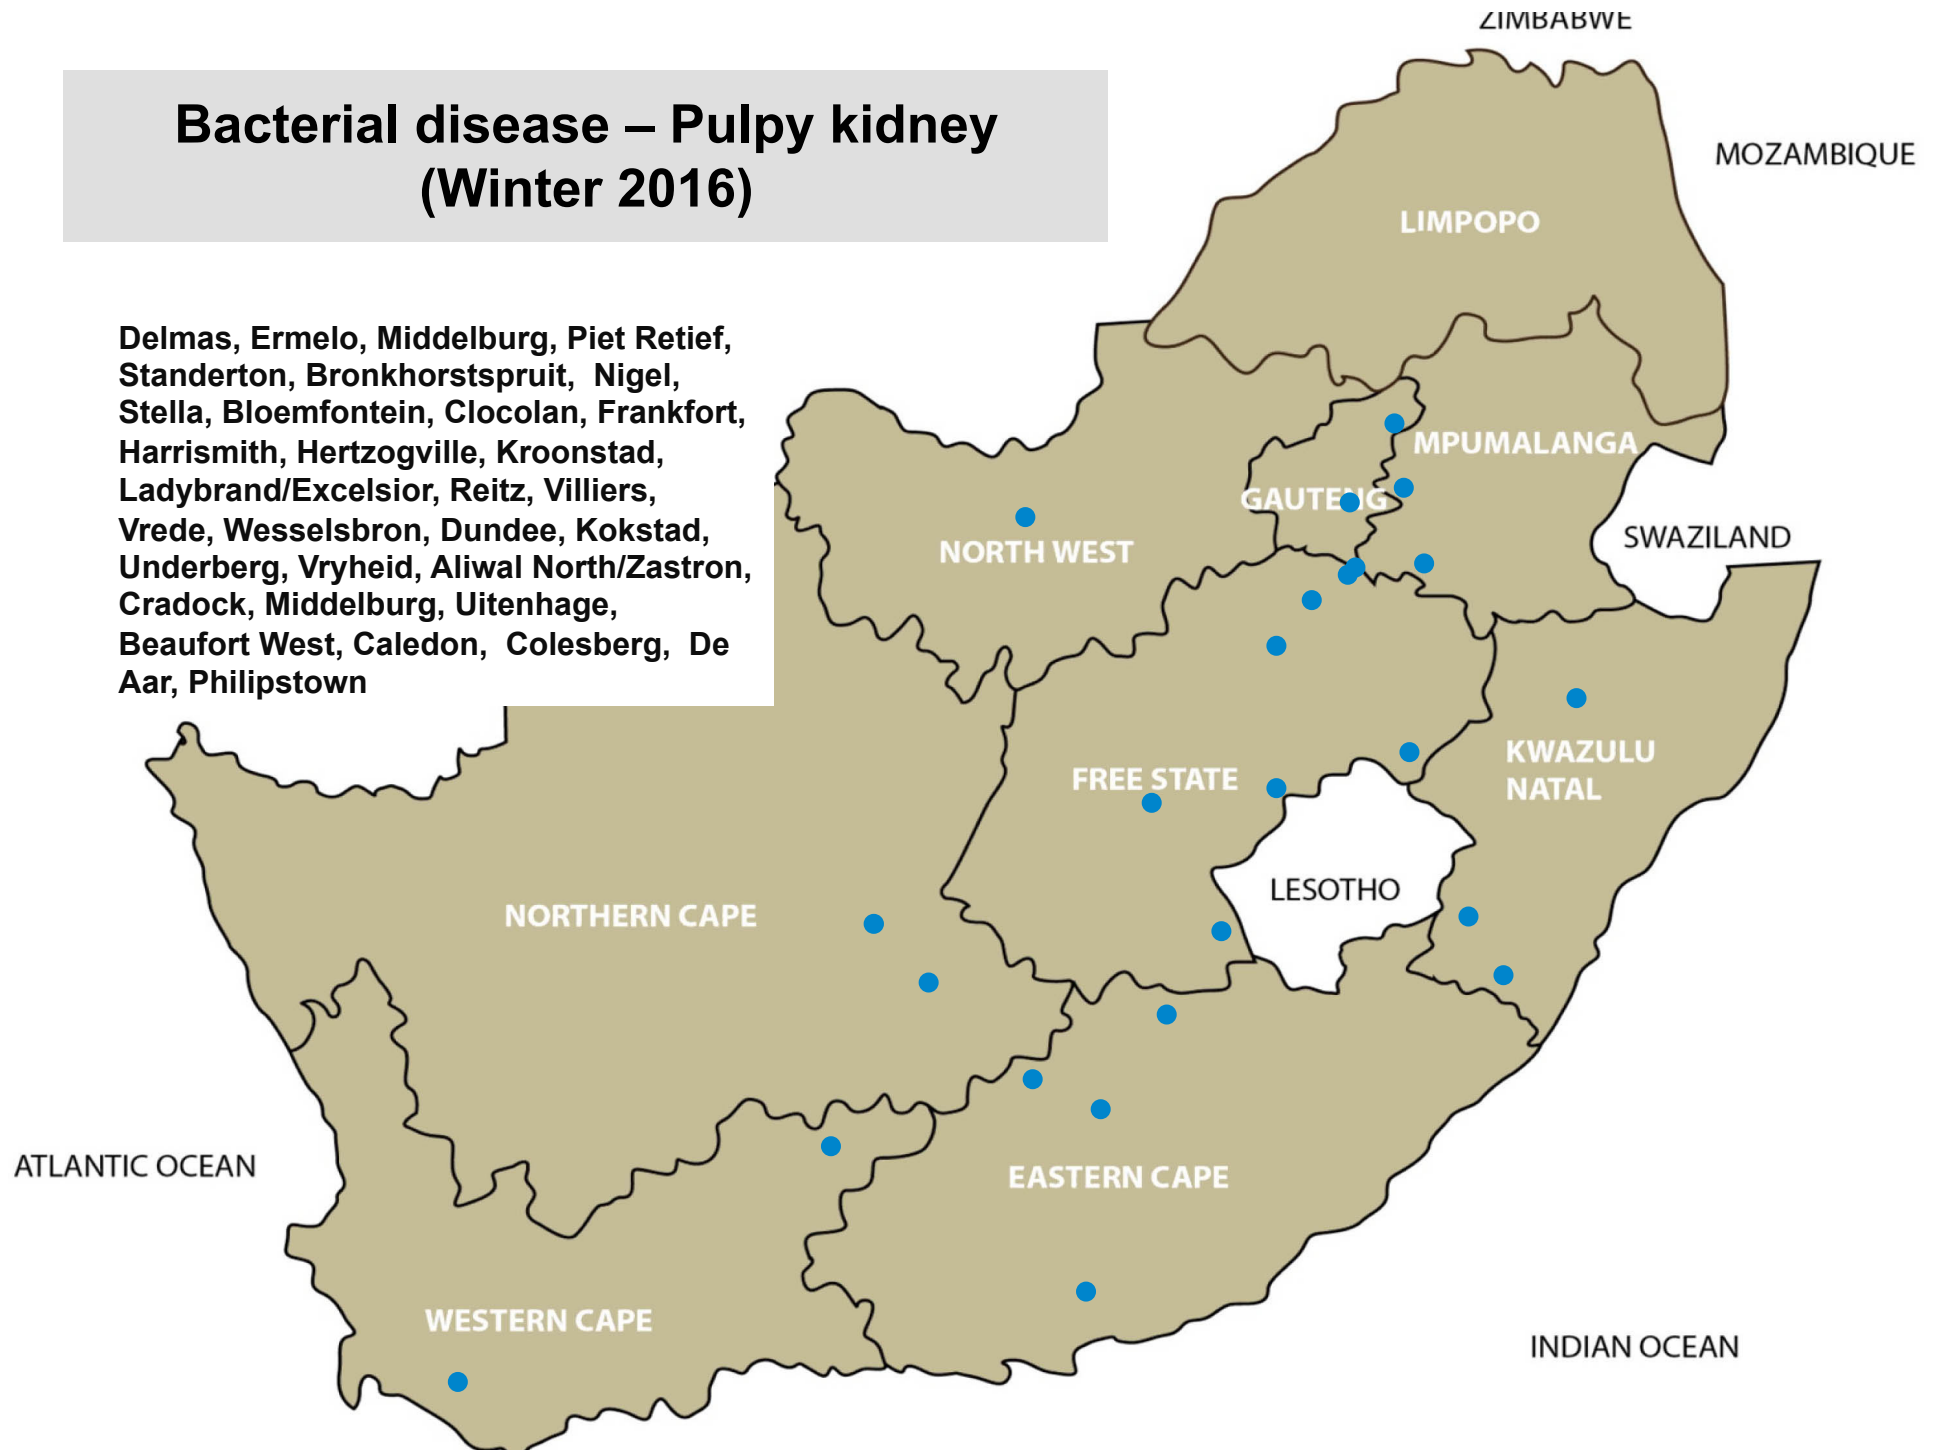 ZIMBABWE
Bacterial disease – Pulpy kidney
(Winter 2016)
MOZAMBIQUE
LIMPOPO
Delmas, Ermelo, Middelburg, Piet Retief,
Standerton, Bronkhorstspruit, Nigel,
Stella, Bloemfontein, Clocolan, Frankfort,
Harrismith, Hertzogville, Kroonstad,
Ladybrand/Excelsior, Reitz, Villiers,
Vrede, Wesselsbron, Dundee, Kokstad,
Underberg, Vryheid, Aliwal North/Zastron,
Cradock, Middelburg, Uitenhage,
Beaufort West, Caledon, Colesberg, De
Aar, Philipstown
MPUMALANGA
GAUTENG
SWAZILAND
NORTH WEST
KWAZULU
NATAL
FREE STATE
LESOTHO
NORTHERN CAPE
ATLANTIC OCEAN
EASTERN CAPE
WESTERN CAPE
INDIAN OCEAN